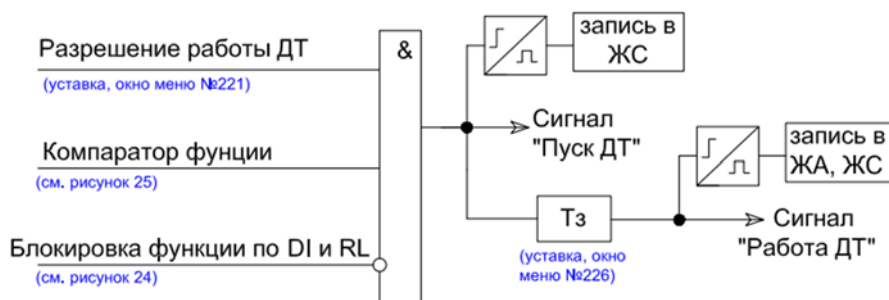 Разрешение работы ДТ
(уставка, окно меню №221)
Компаратор фунции
(см. рисунок 25)
Блокировка функции по DI и RL
(см. рисунок 24)
&
запись в
ЖС
Сигнал
"Пуск ДТ"
Тз
(уставка, окно
меню №226)
запись в
ЖА, ЖС
Сигнал
"Работа ДТ"